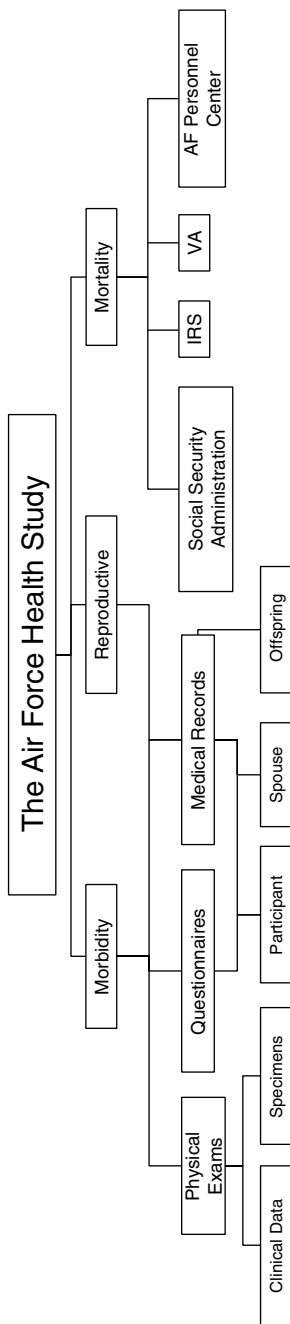 The Air Force Health Study
Morbidity
Reproductive
Mortality
Physical
Exams
Questionnaires
Medical Records
Social Security
Administration
IRS
VA
AF Personnel
Center
Clinical Data
Specimens
Participant
Spouse
Offspring